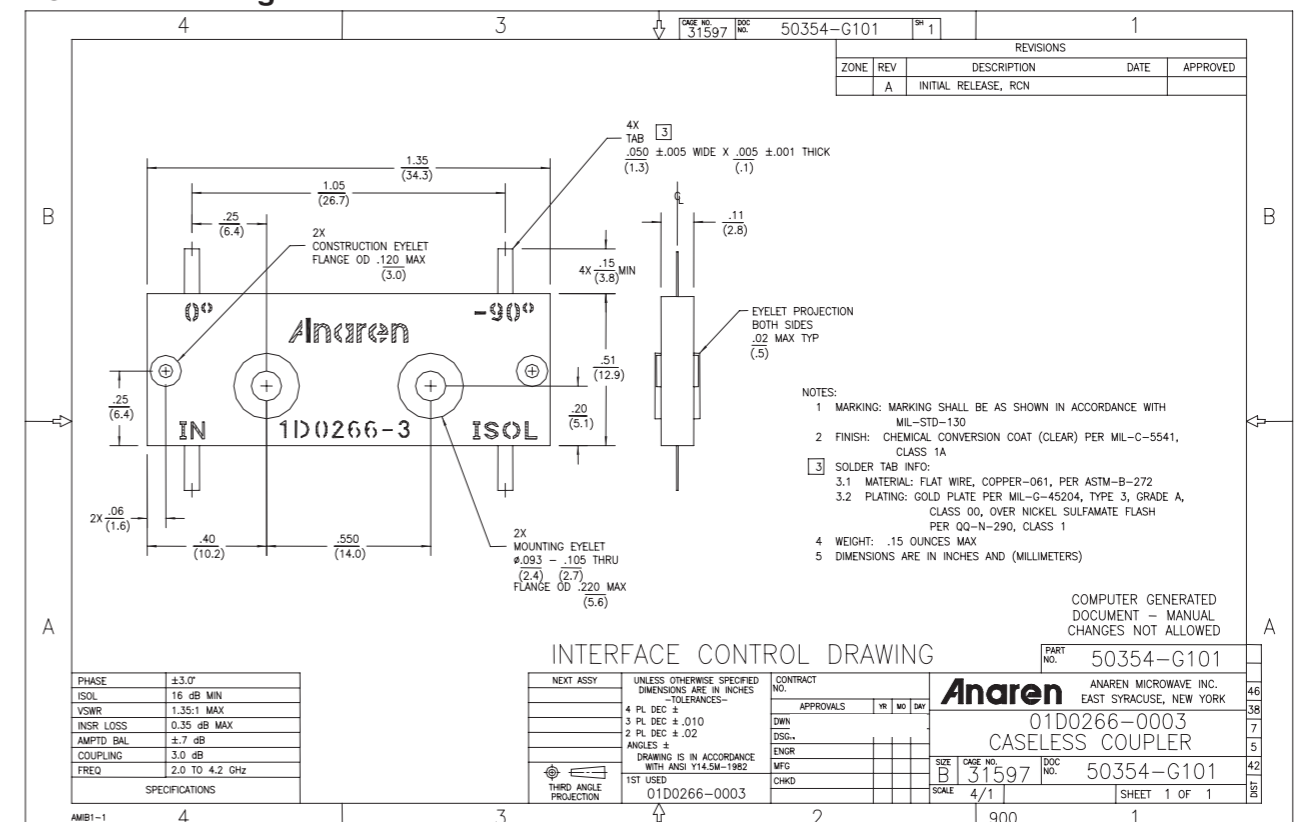 4 3 1
CAGE NO. 31597 DOC NO. 50354-G101 SH 1
REVISIONS
ZONE REV DESCRIPTION DATE APPROVED
A INITIAL RELEASE, RCN
4X
TAB 3
.050 ±.005 WIDE X .005 ±.001 THICK
(1.3) (.1)
1.35
(34.3)
1.05
(26.7)
.25
(6.4)
2X
CONSTRUCTION EYELET
FLANGE OD .120 MAX
(3.0)
4X .15 MIN
(3.8)
.11
(2.8)
B B
0° -90°
Anaren
.51
(12.9)
.25
(6.4)
.20
(5.1)
IN 1D0266-3 ISOL
EYELET PROJECTION
BOTH SIDES
.02 MAX TYP
(.5)
2X .06
(1.6)
.40
(10.2)
.550
(14.0)
2X
MOUNTING EYELET
ø.093 – .105 THRU
(2.4) (2.7)
FLANGE OD .220 MAX
(5.6)
NOTES:
1 MARKING: MARKING SHALL BE AS SHOWN IN ACCORDANCE WITH
MIL-STD-130
2 FINISH: CHEMICAL CONVERSION COAT (CLEAR) PER MIL-C-5541,
CLASS 1A
3 SOLDER TAB INFO:
3.1 MATERIAL: FLAT WIRE, COPPER-061, PER ASTM-B-272
3.2 PLATING: GOLD PLATE PER MIL-G-45204, TYPE 3, GRADE A,
CLASS 00, OVER NICKEL SULFAMATE FLASH
PER QQ-N-290, CLASS 1
4 WEIGHT: .15 OUNCES MAX
5 DIMENSIONS ARE IN INCHES AND (MILLIMETERS)
COMPUTER GENERATED
DOCUMENT – MANUAL
CHANGES NOT ALLOWED
A A
INTERFACE CONTROL DRAWING
PART NO. 50354-G101
PHASE ±3.0°
ISOL 16 dB MIN
VSWR 1.35:1 MAX
INSR LOSS 0.35 dB MAX
AMPTD BAL ±.7 dB
COUPLING 3.0 dB
FREQ 2.0 TO 4.2 GHz
SPECIFICATIONS
NEXT ASSY
THIRD ANGLE
PROJECTION
UNLESS OTHERWISE SPECIFIED
DIMENSIONS ARE IN INCHES
-TOLERANCES-
4 PL DEC ±
3 PL DEC ±.010
2 PL DEC ±.02
ANGLES ±
DRAWING IS IN ACCORDANCE
WITH ANSI Y14.5M-1982
1ST USED
01D0266-0003
CONTRACT
NO.
APPROVALS YR MO DAY
DWN
DSG..
ENGR
MFG
CHKD
Anaren
ANAREN MICROWAVE INC.
EAST SYRACUSE, NEW YORK
01D0266-0003
CASELESS COUPLER
SIZE B CAGE NO. 31597 DOC NO. 50354-G101
SCALE 4/1 SHEET 1 OF 1
46
38
7
5
42
DIST
AMIB1-1 4 3 2 900 1